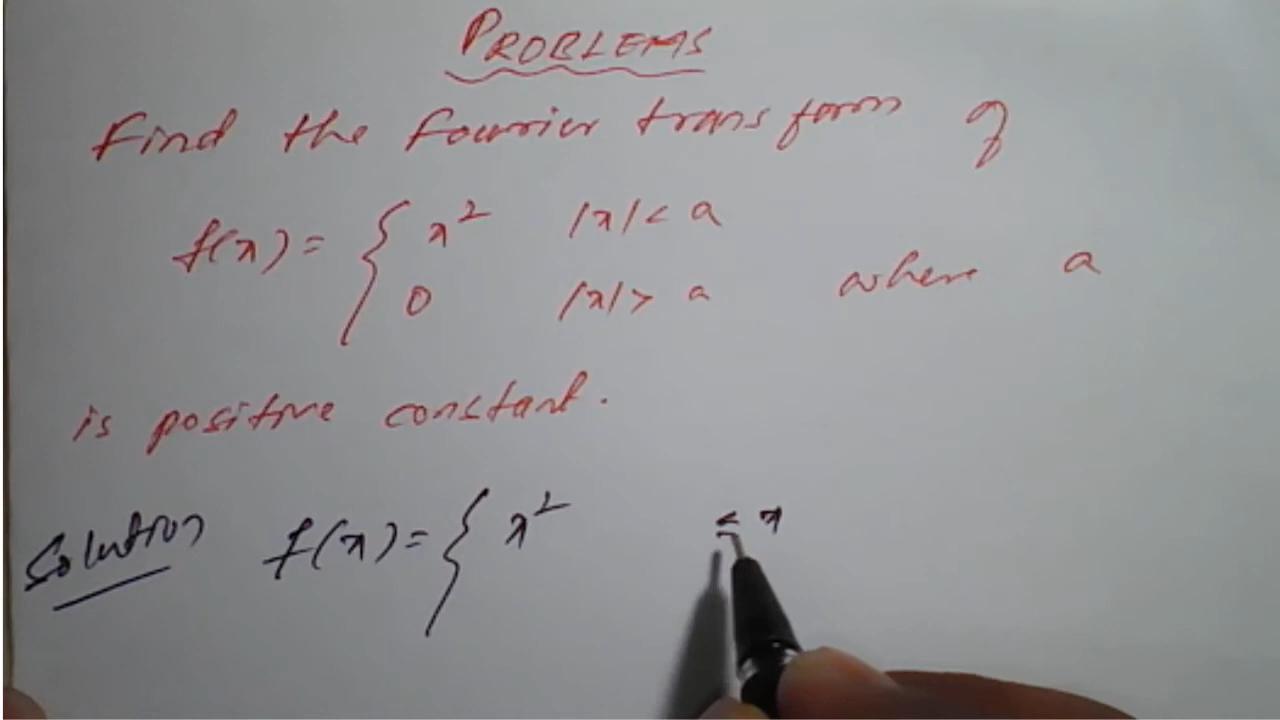 PROBLEMS
Find the fourier transform of
f(x) = { x² |x| < a
0 |x| > a where a
is positive constant.
Solution f(x) = { x² ≤ x